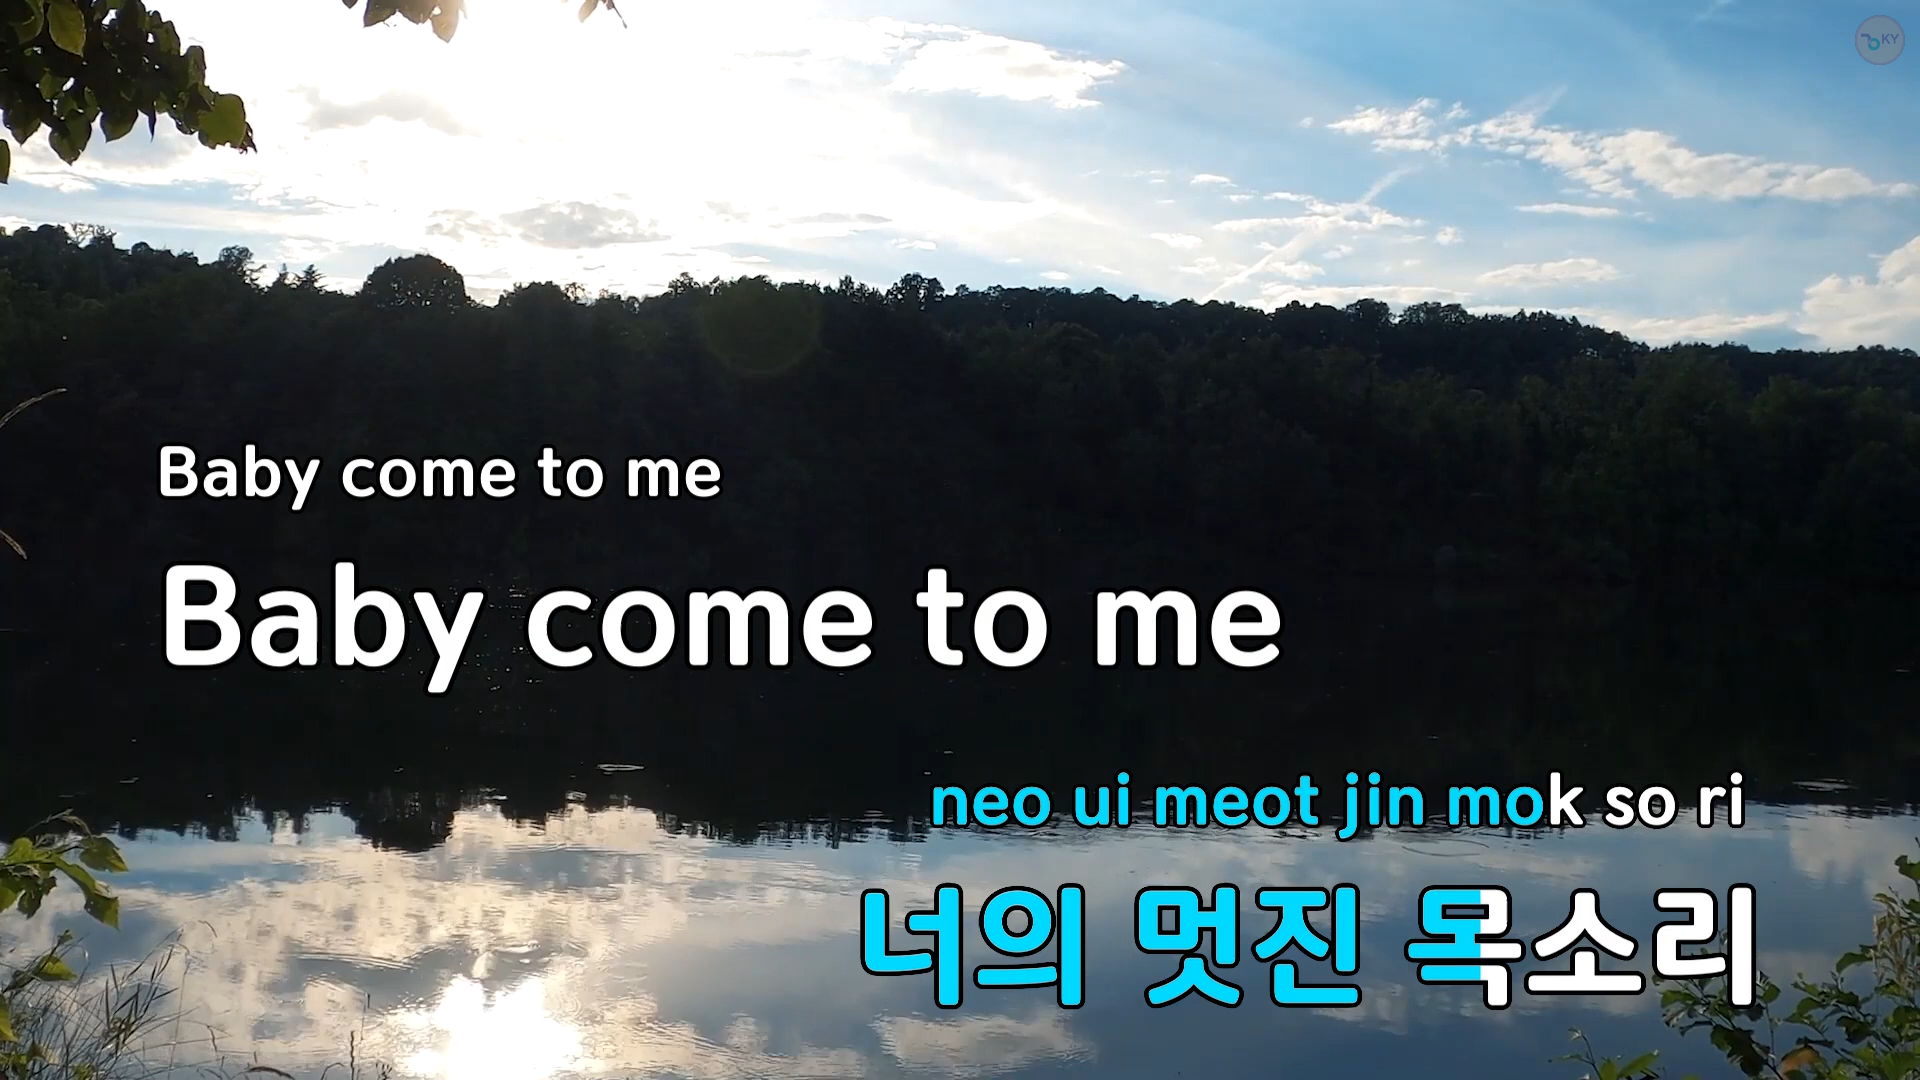 KY
Baby come to me
Baby come to me
neo ui meot jin mok so ri
너의 멋진 목소리